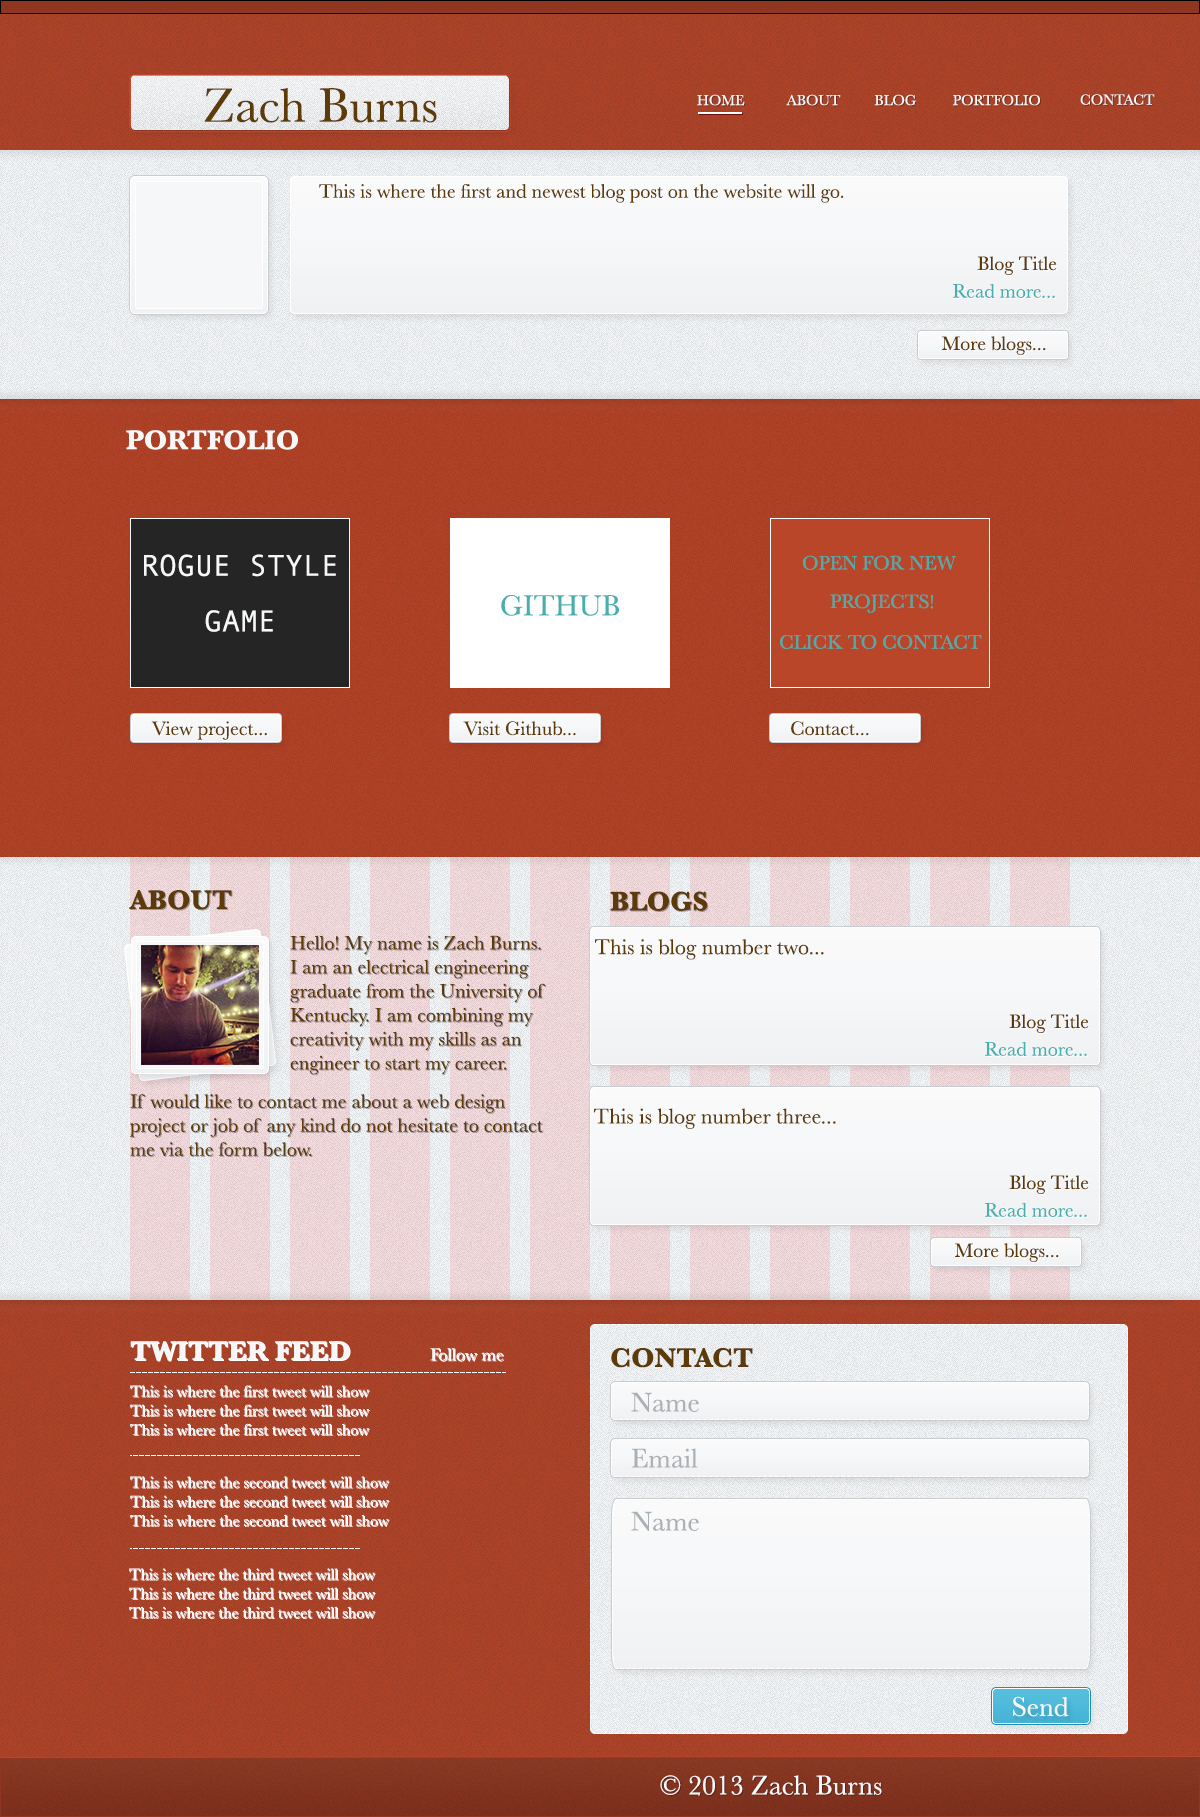 Zach Burns
HOME ABOUT BLOG PORTFOLIO CONTACT
This is where the first and newest blog post on the website will go.
Blog Title
Read more...
More blogs...
PORTFOLIO
ROGUE STYLE
GAME
GITHUB
OPEN FOR NEW
PROJECTS!
CLICK TO CONTACT
View project...
Visit Github...
Contact...
ABOUT
Hello! My name is Zach Burns.
I am an electrical engineering
graduate from the University of
Kentucky. I am combining my
creativity with my skills as an
engineer to start my career.
If would like to contact me about a web design
project or job of any kind do not hesitate to contact
me via the form below.
BLOGS
This is blog number two...
Blog Title
Read more...
This is blog number three...
Blog Title
Read more...
More blogs...
TWITTER FEED
Follow me
This is where the first tweet will show
This is where the first tweet will show
This is where the first tweet will show
This is where the second tweet will show
This is where the second tweet will show
This is where the second tweet will show
This is where the third tweet will show
This is where the third tweet will show
This is where the third tweet will show
CONTACT
Name
Email
Name
Send
© 2013 Zach Burns